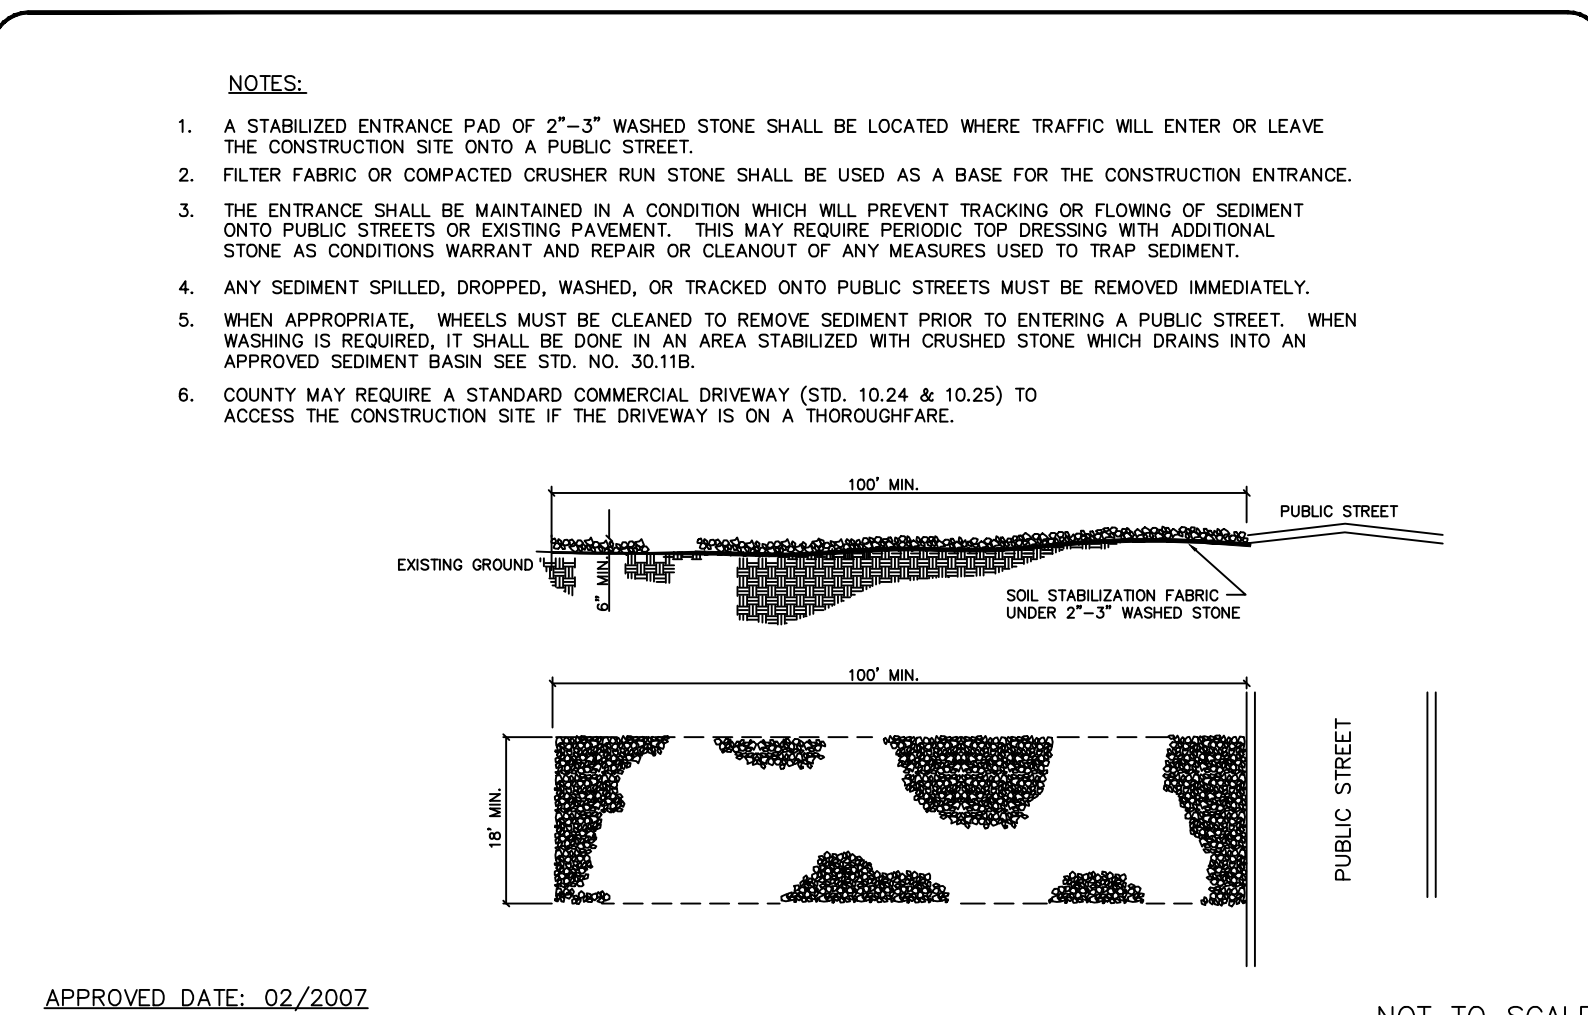 NOTES:
1. A STABILIZED ENTRANCE PAD OF 2"-3" WASHED STONE SHALL BE LOCATED WHERE TRAFFIC WILL ENTER OR LEAVE
THE CONSTRUCTION SITE ONTO A PUBLIC STREET.
2. FILTER FABRIC OR COMPACTED CRUSHER RUN STONE SHALL BE USED AS A BASE FOR THE CONSTRUCTION ENTRANCE.
3. THE ENTRANCE SHALL BE MAINTAINED IN A CONDITION WHICH WILL PREVENT TRACKING OR FLOWING OF SEDIMENT
ONTO PUBLIC STREETS OR EXISTING PAVEMENT. THIS MAY REQUIRE PERIODIC TOP DRESSING WITH ADDITIONAL
STONE AS CONDITIONS WARRANT AND REPAIR OR CLEANOUT OF ANY MEASURES USED TO TRAP SEDIMENT.
4. ANY SEDIMENT SPILLED, DROPPED, WASHED, OR TRACKED ONTO PUBLIC STREETS MUST BE REMOVED IMMEDIATELY.
5. WHEN APPROPRIATE, WHEELS MUST BE CLEANED TO REMOVE SEDIMENT PRIOR TO ENTERING A PUBLIC STREET. WHEN
WASHING IS REQUIRED, IT SHALL BE DONE IN AN AREA STABILIZED WITH CRUSHED STONE WHICH DRAINS INTO AN
APPROVED SEDIMENT BASIN SEE STD. NO. 30.11B.
6. COUNTY MAY REQUIRE A STANDARD COMMERCIAL DRIVEWAY (STD. 10.24 & 10.25) TO
ACCESS THE CONSTRUCTION SITE IF THE DRIVEWAY IS ON A THOROUGHFARE.
100' MIN.
PUBLIC STREET
EXISTING GROUND
6" MIN.
SOIL STABILIZATION FABRIC
UNDER 2"-3" WASHED STONE
100' MIN.
18' MIN.
PUBLIC STREET
APPROVED DATE: 02/2007
NOT TO SCALE